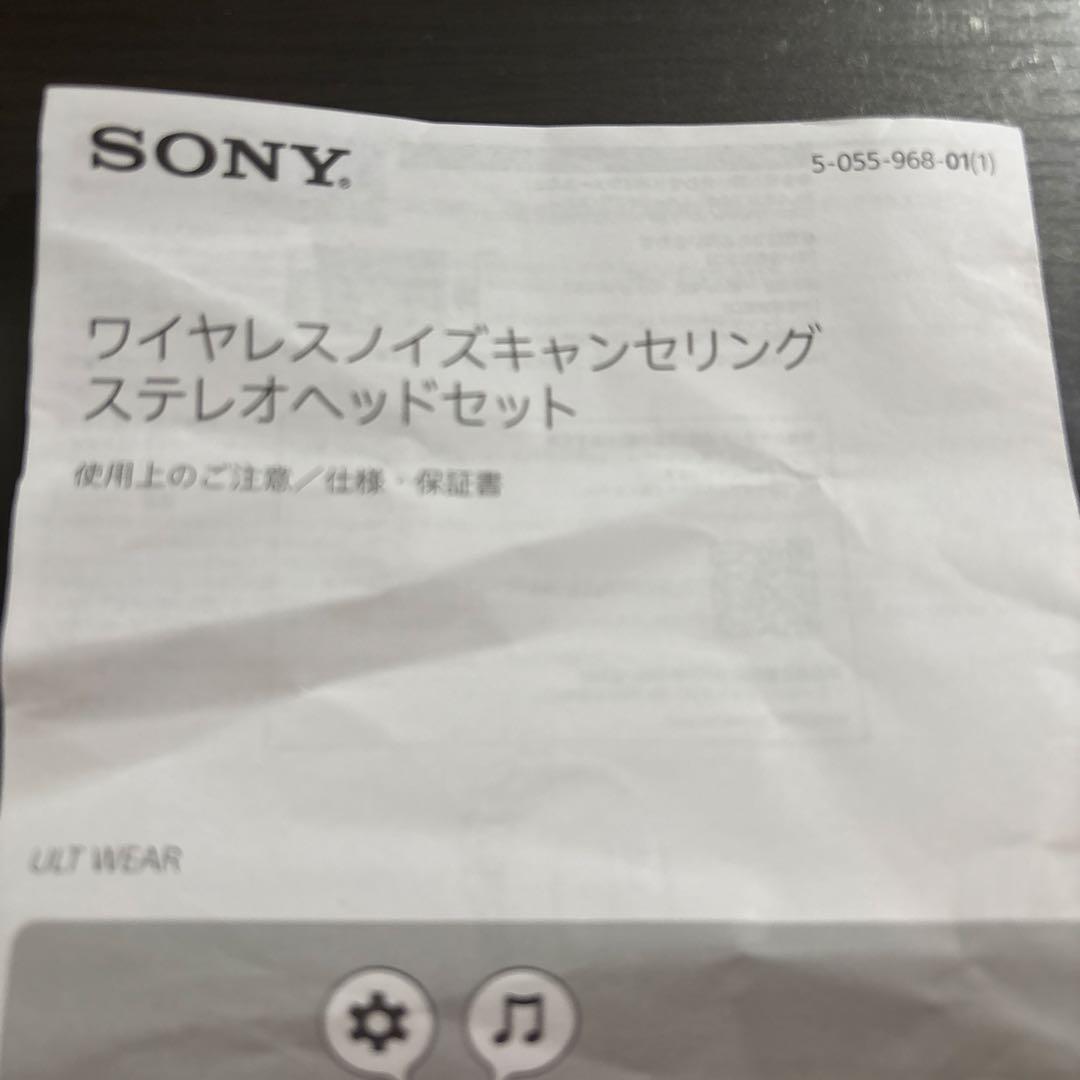 SONY®
5-055-968-01(1)
ワイヤレスノイズキャンセリング
ステレオヘッドセット
使用上のご注意／仕様・保証書
ULT WEAR